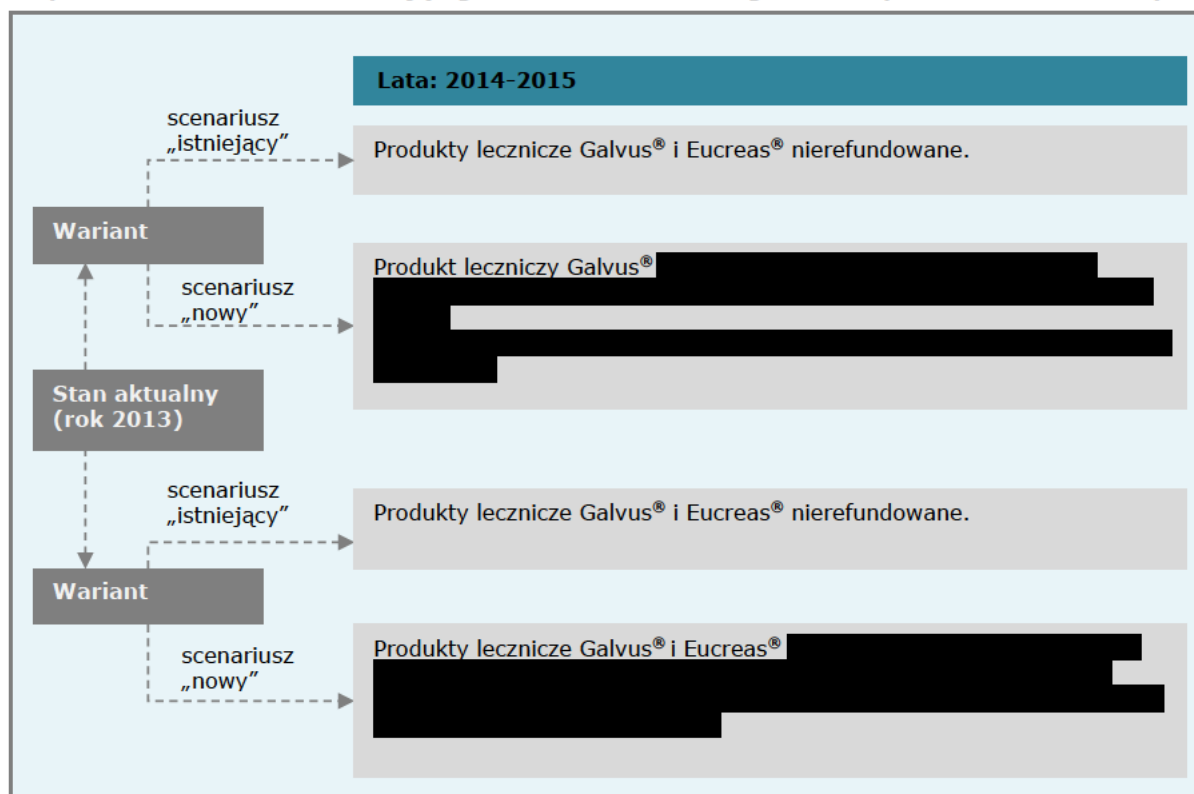 Lata: 2014-2015
scenariusz
„istniejący”
Produkty lecznicze Galvus® i Eucreas® nierefundowane.
Wariant
Produkt leczniczy Galvus®
scenariusz
„nowy”
Stan aktualny
(rok 2013)
scenariusz
„istniejący”
Produkty lecznicze Galvus® i Eucreas® nierefundowane.
Wariant
Produkty lecznicze Galvus® i Eucreas®
scenariusz
„nowy”